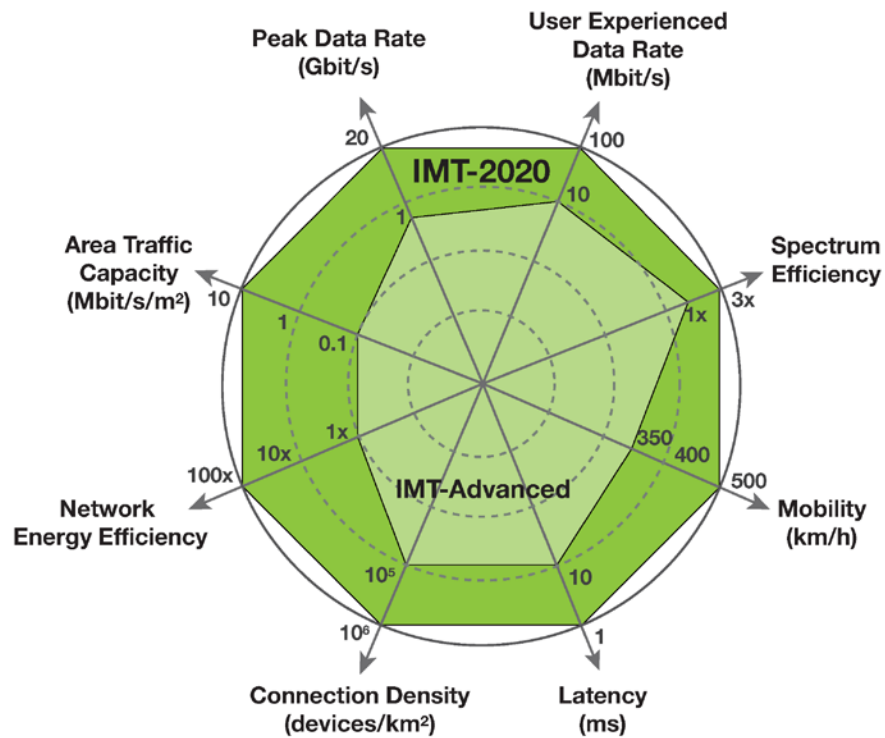 Peak Data Rate
(Gbit/s)
User Experienced
Data Rate
(Mbit/s)
20
100
IMT-2020
1
10
Area Traffic
Capacity
(Mbit/s/m²)
Spectrum
Efficiency
10
1
0.1
1x
3x
1x
10x
100x
350
400
500
Network
Energy Efficiency
IMT-Advanced
Mobility
(km/h)
10⁵
10
10⁶
1
Connection Density
(devices/km²)
Latency
(ms)